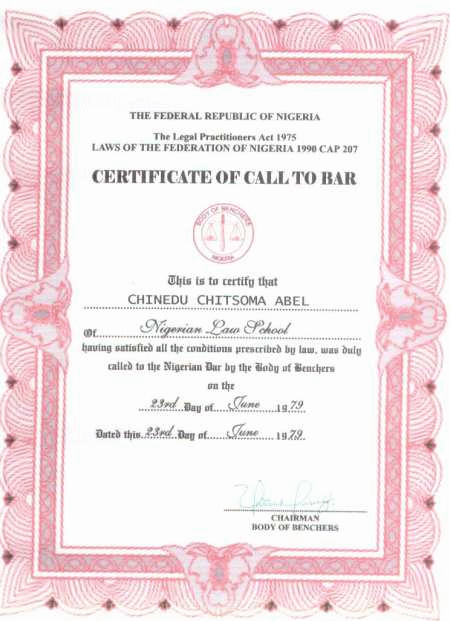 THE FEDERAL REPUBLIC OF NIGERIA
The Legal Practitioners Act 1975
LAWS OF THE FEDERATION OF NIGERIA 1990 CAP 207
CERTIFICATE OF CALL TO BAR
BODY OF BENCHERS
NIGERIA
This is to certify that
CHINEDU CHITSOMA ABEL
Of Nigerian Law School
having satisfied all the conditions prescribed by law, was duly
called to the Nigerian Bar by the Body of Benchers
on the
23rd Day of June 1979
Dated this 23rd Day of June 1979.
CHAIRMAN
BODY OF BENCHERS